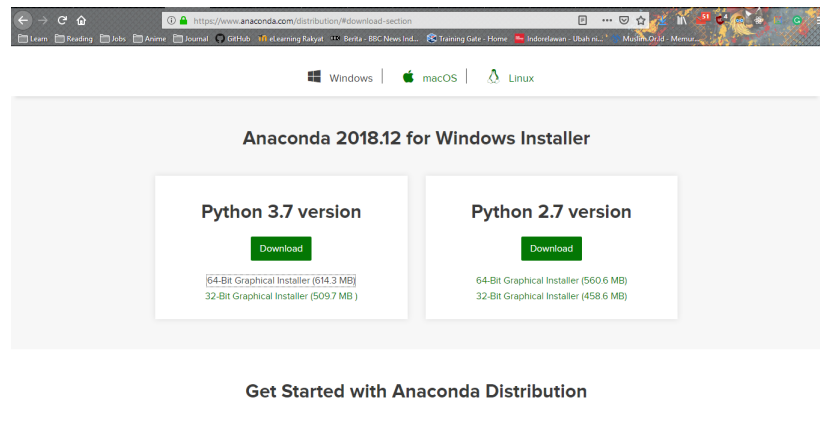 https://www.anaconda.com/distribution/#download-section
Learn Reading Jobs Anime Journal GitHub eLearning Rakyat Berita - BBC News Ind... Training Gate - Home Indorelawan - Ubah ni... Muslim.Or.Id - Memur...
Windows macOS Linux
Anaconda 2018.12 for Windows Installer
Python 3.7 version
Download
64-Bit Graphical Installer (614.3 MB)
32-Bit Graphical Installer (509.7 MB )
Python 2.7 version
Download
64-Bit Graphical Installer (560.6 MB)
32-Bit Graphical Installer (458.6 MB)
Get Started with Anaconda Distribution